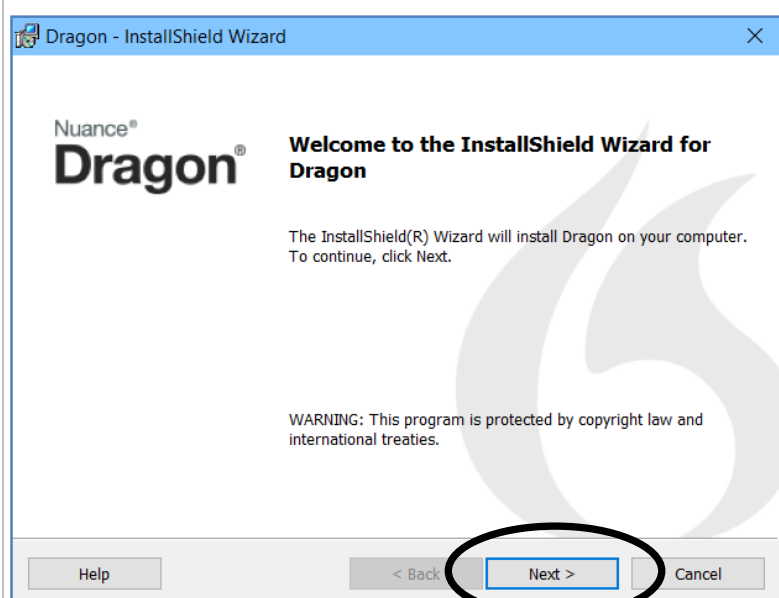 Dragon - InstallShield Wizard
Nuance®
Dragon®
Welcome to the InstallShield Wizard for
Dragon
The InstallShield(R) Wizard will install Dragon on your computer.
To continue, click Next.
WARNING: This program is protected by copyright law and
international treaties.
Help
< Back
Next >
Cancel